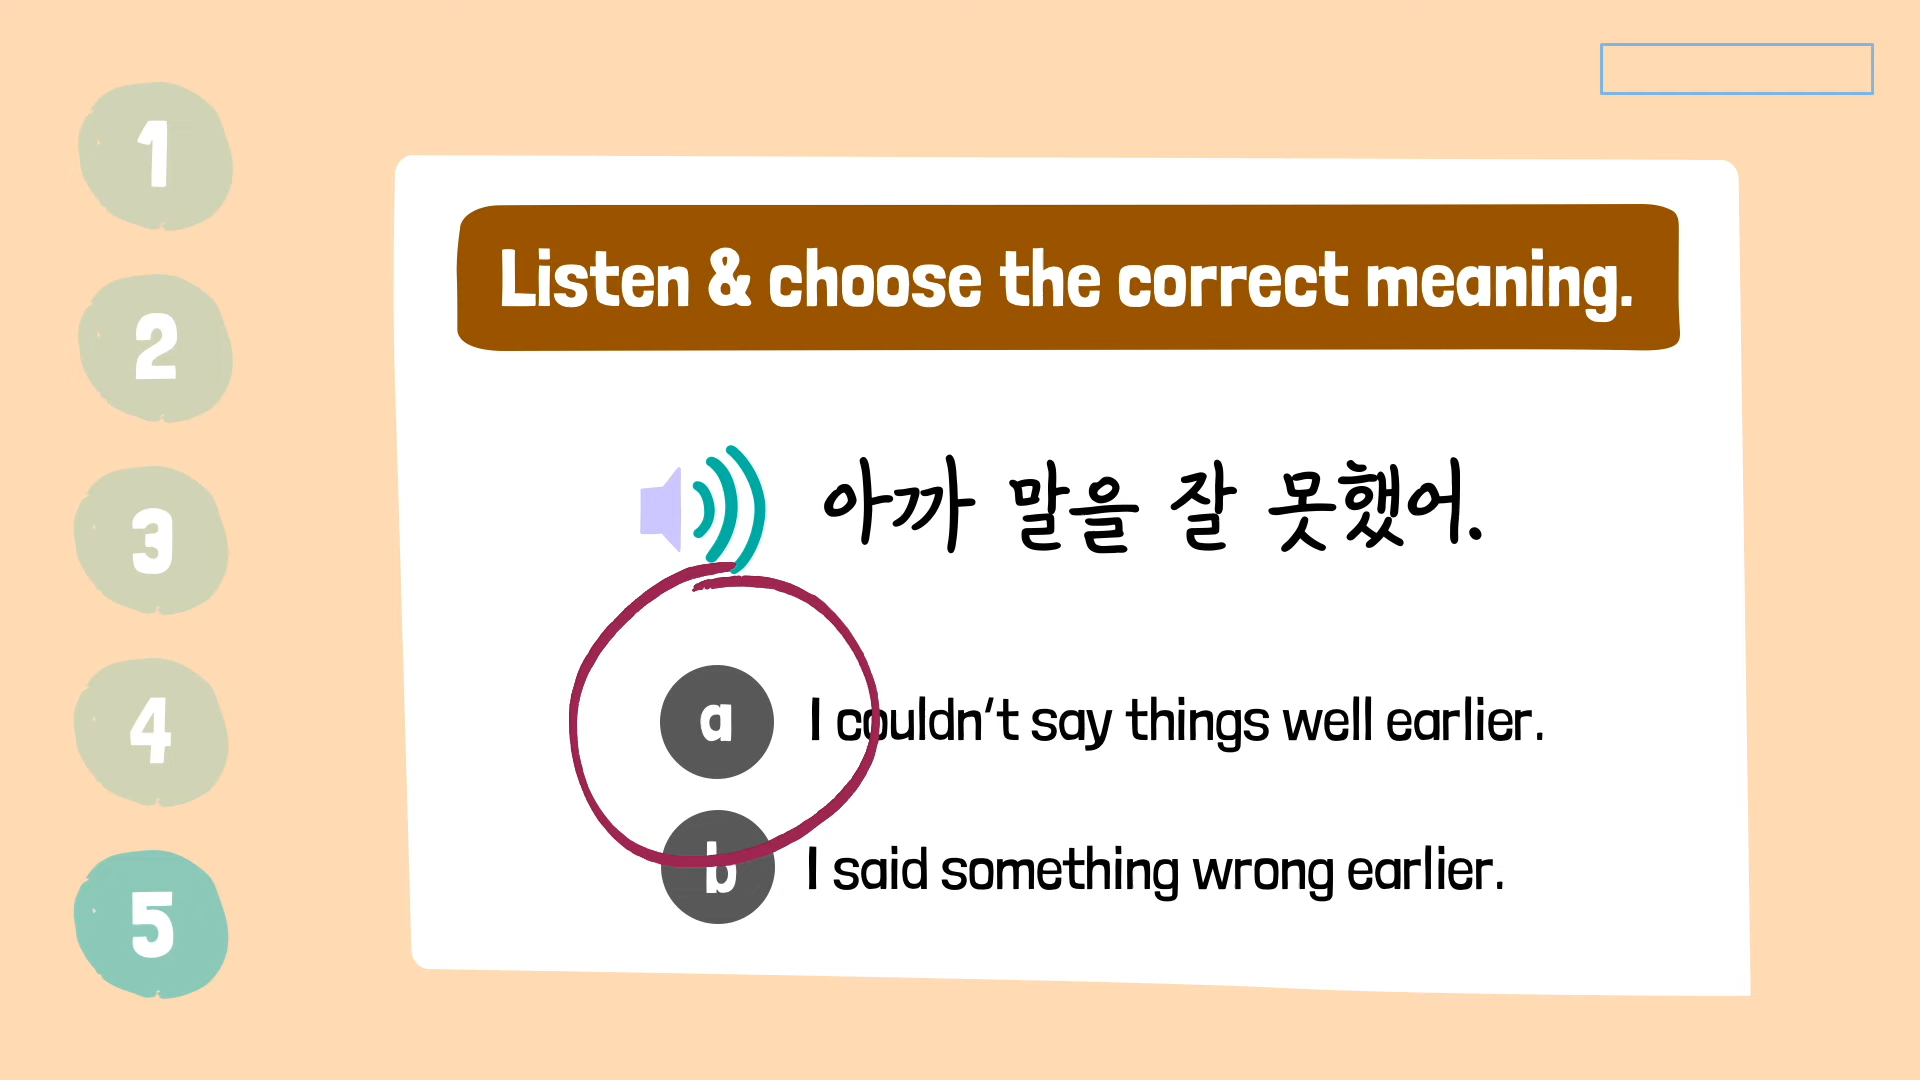 1
2
3
4
5
Listen & choose the correct meaning.
아까 말을 잘 못했어.
a I couldn't say things well earlier.
b I said something wrong earlier.